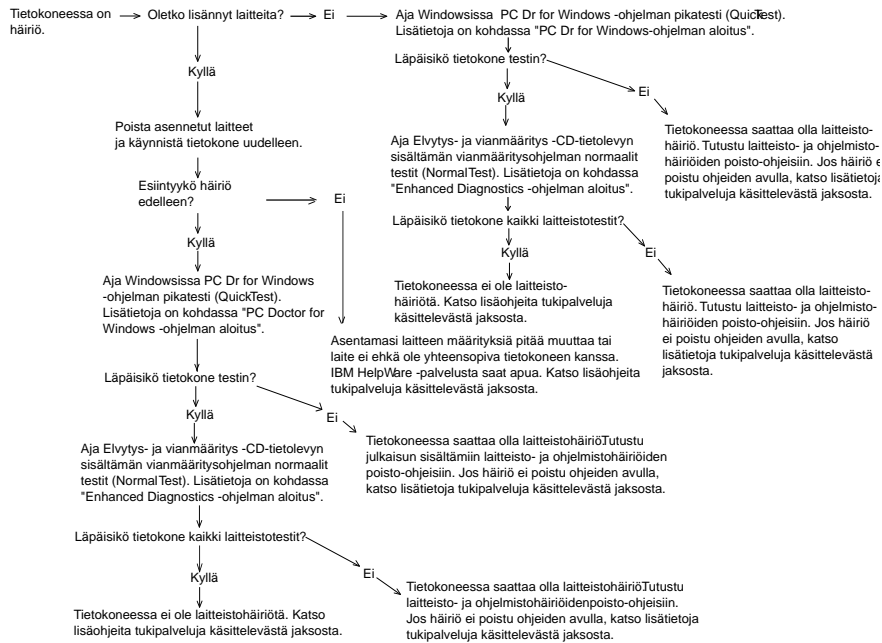 Tietokoneessa on
häiriö.
Oletko lisännyt laitteita?
Ei
Aja Windowsissa PC Dr for Windows -ohjelman pikatesti (QuickTest).
Lisätietoja on kohdassa "PC Dr for Windows-ohjelman aloitus".
Kyllä
Läpäisikö tietokone testin?
Ei
Kyllä
Poista asennetut laitteet
ja käynnistä tietokone uudelleen.
Tietokoneessa saattaa olla laitteisto-
häiriö. Tutustu laitteisto- ja ohjelmisto-
häiriöiden poisto-ohjeisiin. Jos häiriö e
poistu ohjeiden avulla, katso lisätietoja
tukipalveluja käsittelevästä jaksosta.
Aja Elvytys- ja vianmääritys -CD-tietolevyn
sisältämän vianmääritysohjelman normaalit
testit (NormalTest). Lisätietoja on kohdassa
"Enhanced Diagnostics -ohjelman aloitus".
Esiintyykö häiriö
edelleen?
Ei
Läpäisikö tietokone kaikki laitteistotestit?
Kyllä
Kyllä
Ei
Aja Windowsissa PC Dr for Windows
-ohjelman pikatesti (QuickTest).
Lisätietoja on kohdassa "PC Doctor for
Windows -ohjelman aloitus".
Tietokoneessa ei ole laitteisto-
häiriötä. Katso lisäohjeita tukipalveluja
käsittelevästä jaksosta.
Tietokoneessa saattaa olla laitteisto-
häiriö. Tutustu laitteisto- ja ohjelmisto-
häiriöiden poisto-ohjeisiin. Jos häiriö
ei poistu ohjeiden avulla, katso
lisätietoja tukipalveluja käsittelevästä
jaksosta.
Asentamasi laitteen määrityksiä pitää muuttaa tai
laite ei ehkä ole yhteensopiva tietokoneen kanssa.
IBM HelpWare -palvelusta saat apua. Katso lisäohjeita
tukipalveluja käsittelevästä jaksosta.
Läpäisikö tietokone testin?
Kyllä
Ei
Tietokoneessa saattaa olla laitteistohäiriö.Tutustu
julkaisun sisältämiin laitteisto- ja ohjelmistohäiriöiden
poisto-ohjeisiin. Jos häiriö ei poistu ohjeiden avulla,
katso lisätietoja tukipalveluja käsittelevästä jaksosta.
Aja Elvytys- ja vianmääritys -CD-tietolevyn
sisältämän vianmääritysohjelman normaalit
testit (NormalTest). Lisätietoja on kohdassa
"Enhanced Diagnostics -ohjelman aloitus".
Läpäisikö tietokone kaikki laitteistotestit?
Kyllä
Ei
Tietokoneessa saattaa olla laitteistohäiriö.Tutustu
laitteisto- ja ohjelmistohäiriöidenpoisto-ohjeisiin.
Jos häiriö ei poistu ohjeiden avulla, katso lisätietoja
tukipalveluja käsittelevästä jaksosta.
Tietokoneessa ei ole laitteistohäiriötä. Katso
lisäohjeita tukipalveluja käsittelevästä jaksosta.